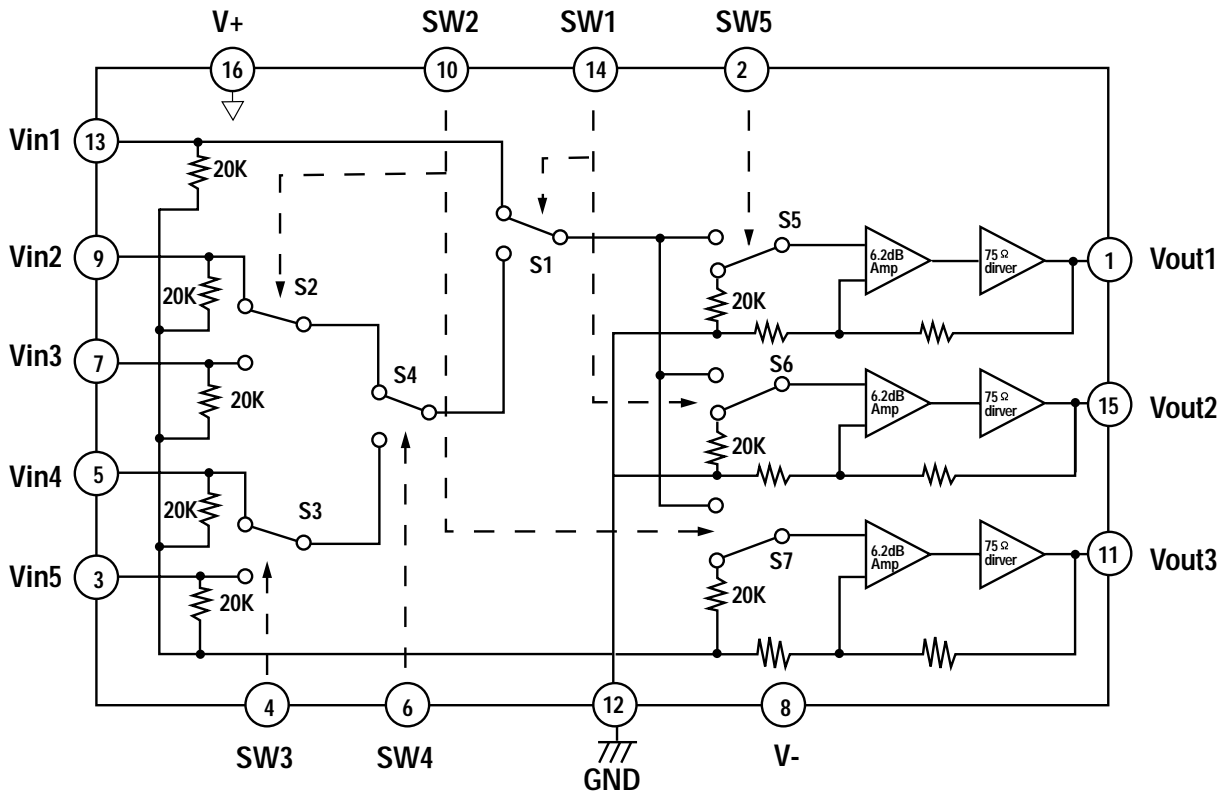 V+
SW2
SW1
SW5
16
10
14
2
Vin1
13
20K
S5
6.2dB
Amp
75 Ω
dirver
1
Vout1
Vin2
9
20K
S2
S1
20K
Vin3
7
20K
S4
S6
6.2dB
Amp
75 Ω
dirver
15
Vout2
20K
Vin4
5
20K
S3
S7
6.2dB
Amp
75 Ω
dirver
11
Vout3
Vin5
3
20K
20K
4
6
12
8
SW3
SW4
GND
V-